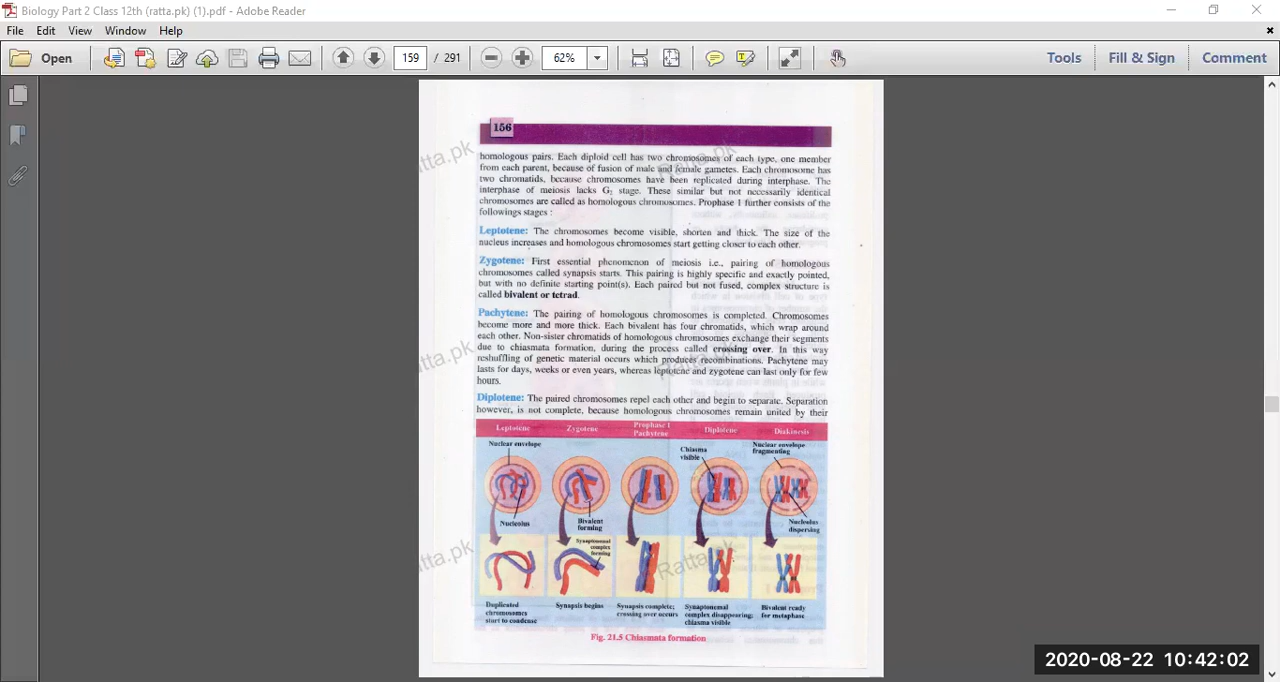 Biology Part 2 Class 12th (ratta.pk) (1).pdf - Adobe Reader
File Edit View Window Help
Open 159 / 291 62% Tools Fill & Sign Comment
156
homologous pairs. Each diploid cell has two chromosomes of each type, one member
from each parent, because of fusion of male and female gametes. Each chromosome has
two chromatids, because chromosomes have been replicated during interphase. The
interphase of meiosis lacks G₂ stage. These similar but not necessarily identical
chromosomes are called as homologous chromosomes. Prophase I further consists of the
followings stages :
Leptotene: The chromosomes become visible, shorten and thick. The size of the
nucleus increases and homologous chromosomes start getting closer to each other.
Zygotene: First essential phenomenon of meiosis i.e., pairing of homologous
chromosomes called synapsis starts. This pairing is highly specific and exactly pointed,
but with no definite starting point(s). Each paired but not fused, complex structure is
called bivalent or tetrad.
Pachytene: The pairing of homologous chromosomes is completed. Chromosomes
become more and more thick. Each bivalent has four chromatids, which wrap around
each other. Non-sister chromatids of homologous chromosomes exchange their segments
due to chiasmata formation, during the process called crossing over. In this way
reshuffling of genetic material occurs which produces recombinations. Pachytene may
lasts for days, weeks or even years, whereas leptotene and zygotene can last only for few
hours.
Diplotene: The paired chromosomes repel each other and begin to separate. Separation
however, is not complete, because homologous chromosomes remain united by their
Leptotene Zygotene Prophase I Diplotene Diakinesis
Pachytene
Nuclear envelope
Chiasma
visible
Nuclear envelope
fragmenting
Nucleolus
Bivalent
forming
Nucleolus
dispersing
Synaptonemal
complex
forming
Duplicated
chromosomes
start to condense
Synapsis begins
Synapsis complete;
crossing over occurs
Synaptonemal
complex disappearing;
chiasma visible
Bivalent ready
for metaphase
Fig. 21.5 Chiasmata formation
Ratta.pk
2020-08-22 10:42:02